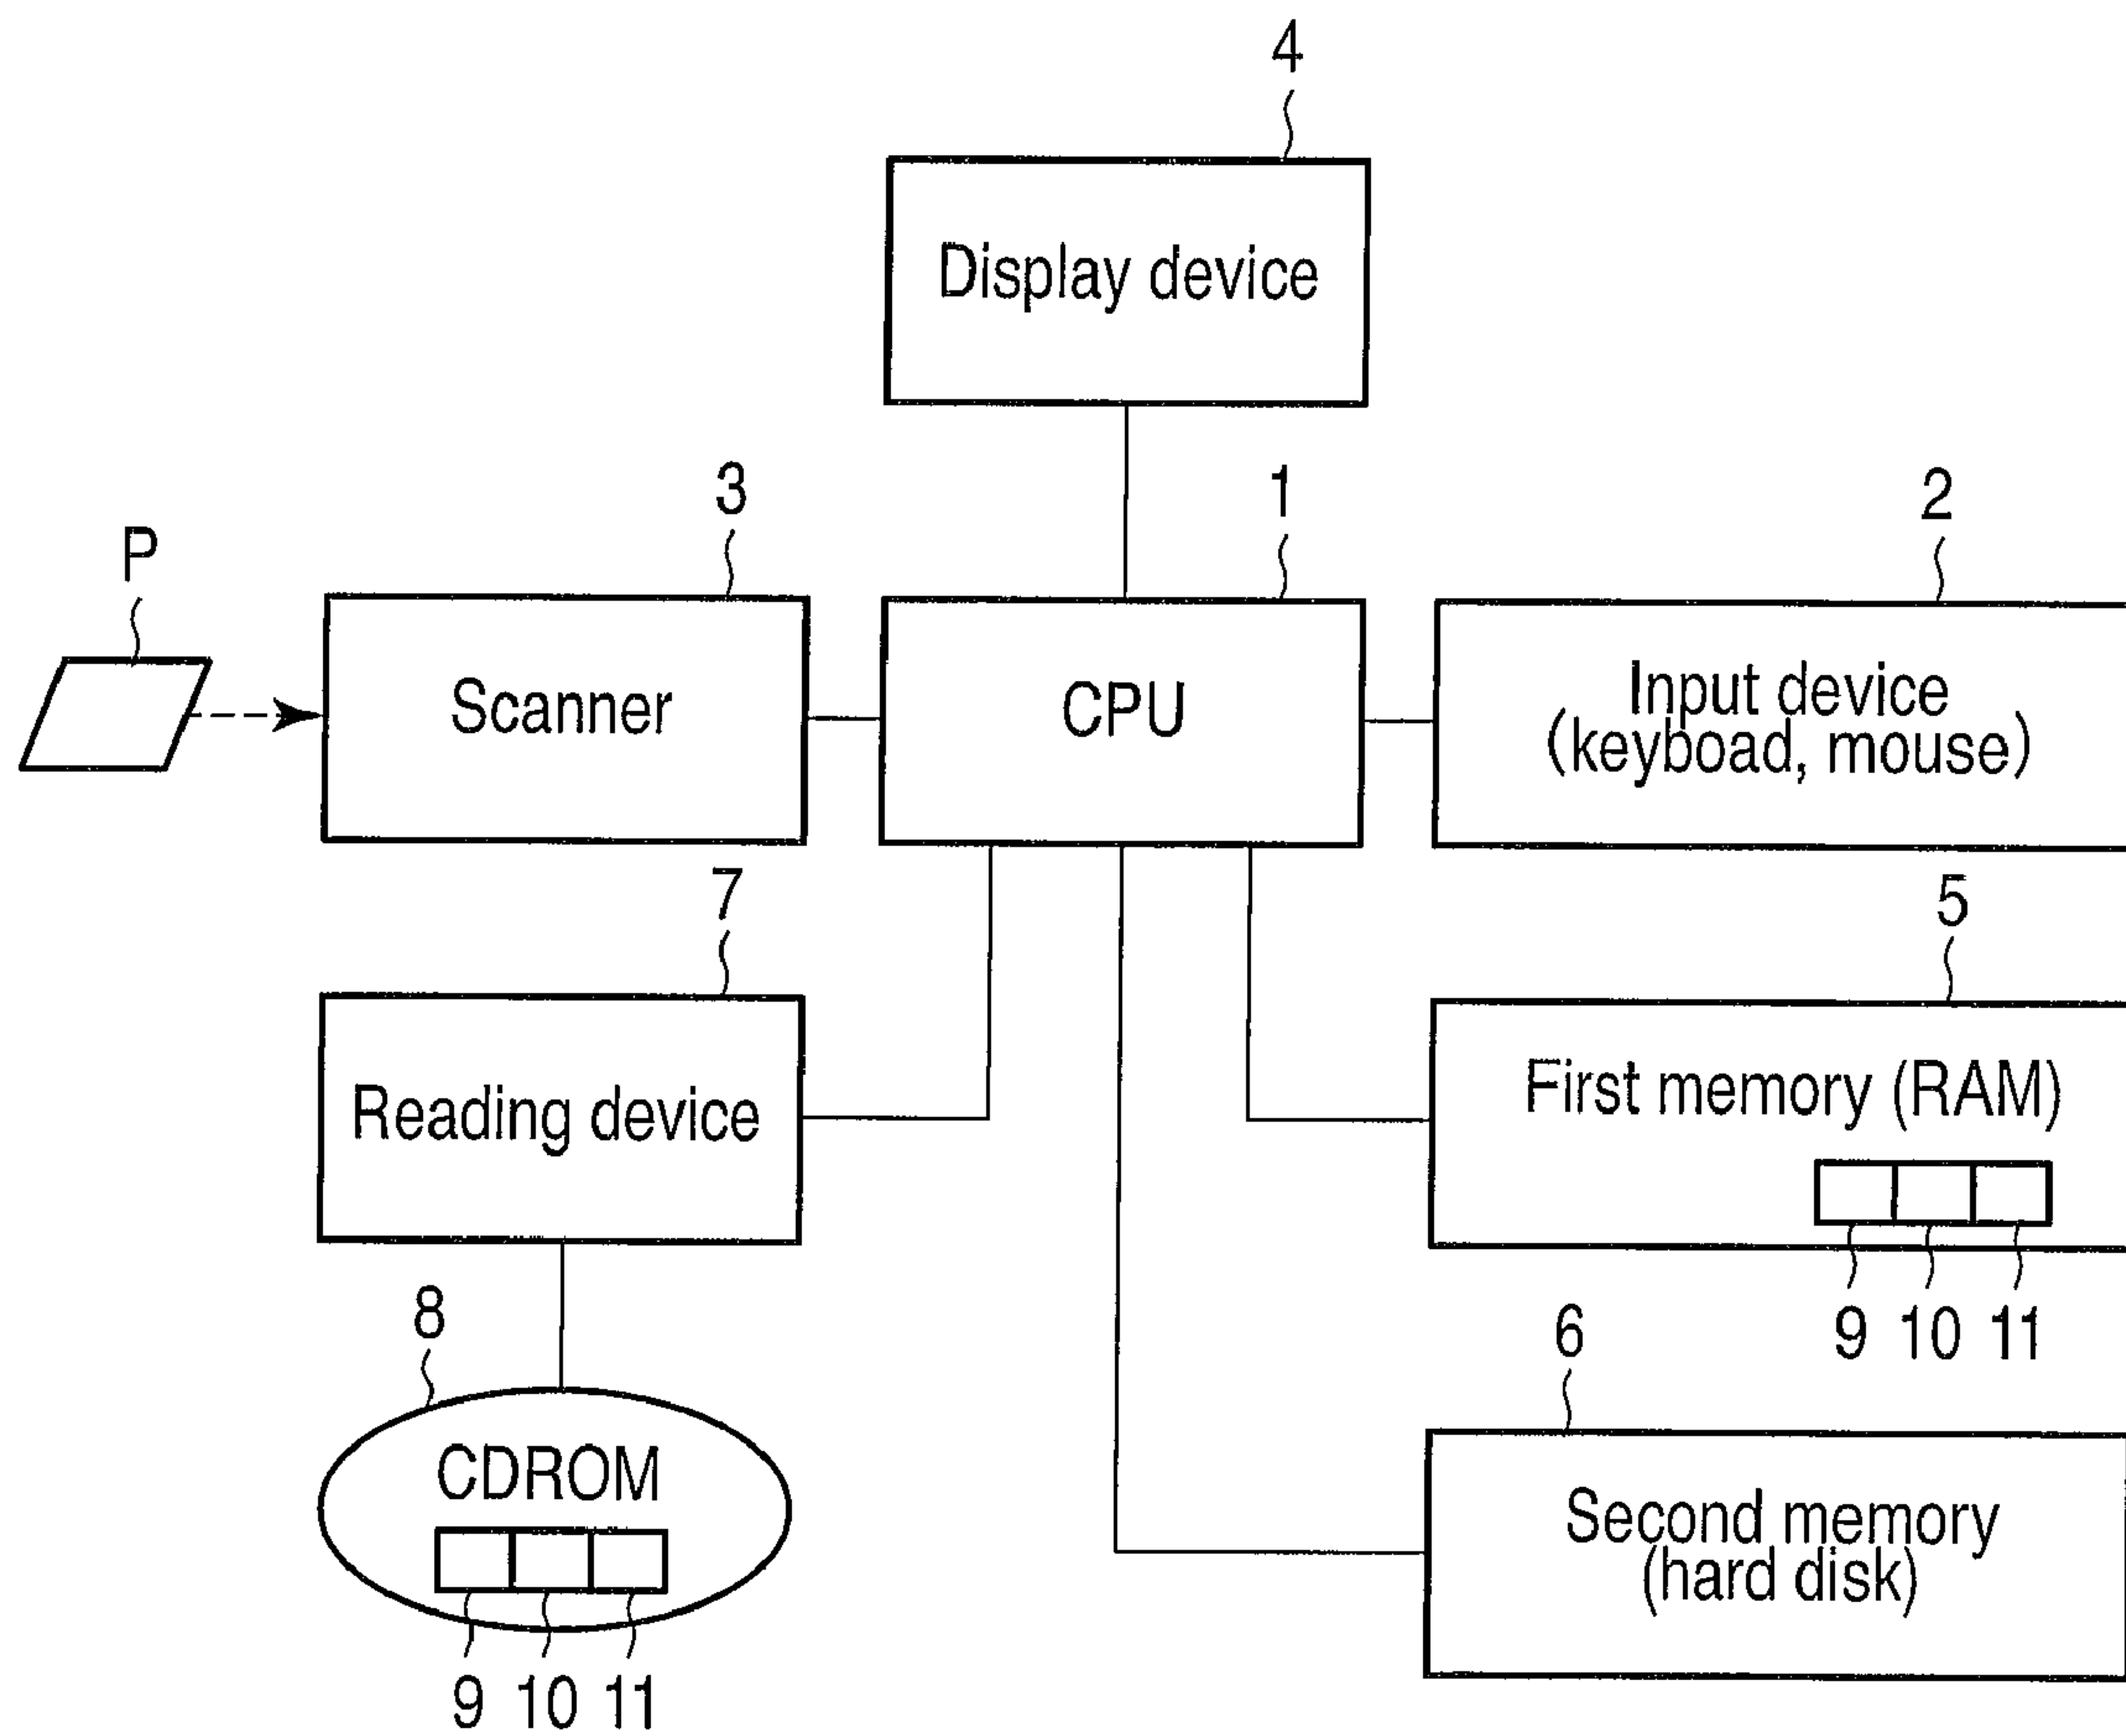 4
Display device
3
1
2
P
Scanner
CPU
Input device
(keyboad, mouse)
7
5
Reading device
First memory (RAM)
9 10 11
8
6
CDROM
Second memory
(hard disk)
9 10 11